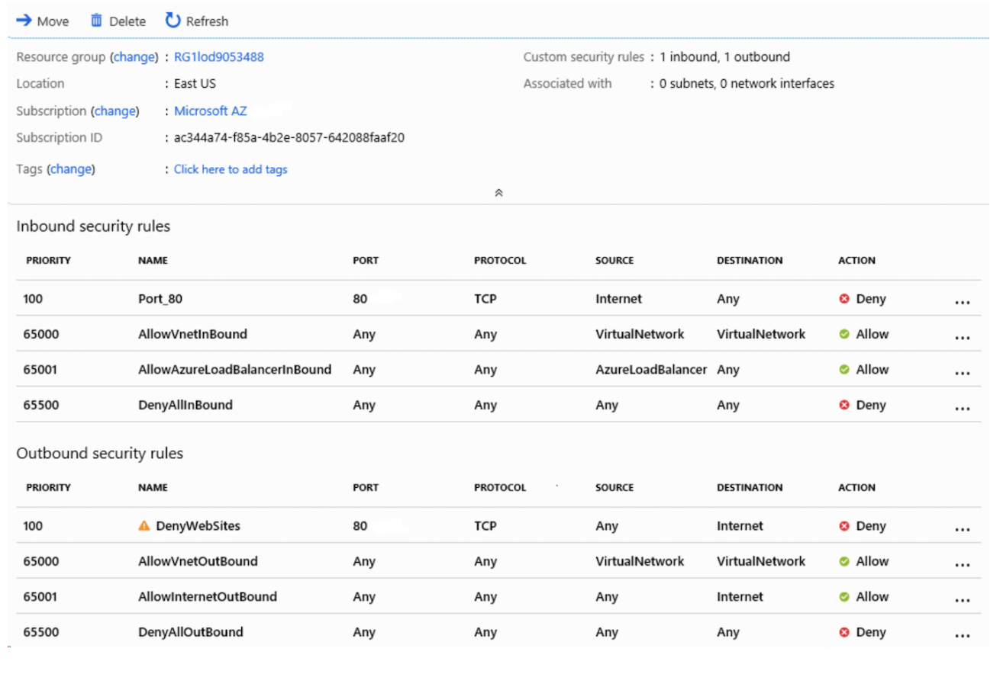 Move Delete Refresh
Resource group (change) : RG1lod9053488 Custom security rules : 1 inbound, 1 outbound
Location : East US Associated with : 0 subnets, 0 network interfaces
Subscription (change) : Microsoft AZ
Subscription ID : ac344a74-f85a-4b2e-8057-642088faaf20
Tags (change) : Click here to add tags
Inbound security rules
PRIORITY NAME PORT PROTOCOL SOURCE DESTINATION ACTION
100 Port_80 80 TCP Internet Any Deny ...
65000 AllowVnetInBound Any Any VirtualNetwork VirtualNetwork Allow ...
65001 AllowAzureLoadBalancerInBound Any Any AzureLoadBalancer Any Allow ...
65500 DenyAllInBound Any Any Any Any Deny ...
Outbound security rules
PRIORITY NAME PORT PROTOCOL SOURCE DESTINATION ACTION
100 DenyWebSites 80 TCP Any Internet Deny ...
65000 AllowVnetOutBound Any Any VirtualNetwork VirtualNetwork Allow ...
65001 AllowInternetOutBound Any Any Any Internet Allow ...
65500 DenyAllOutBound Any Any Any Any Deny ...